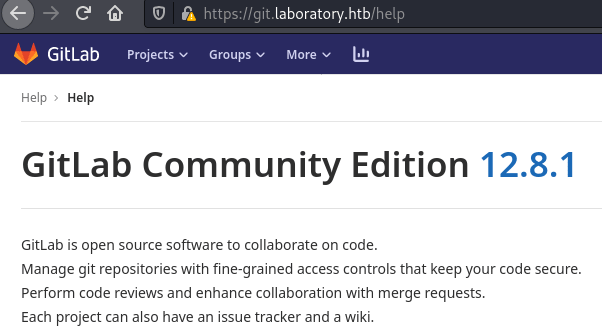 https://git.laboratory.htb/help
GitLab Projects Groups More
Help > Help
GitLab Community Edition 12.8.1
GitLab is open source software to collaborate on code.
Manage git repositories with fine-grained access controls that keep your code secure.
Perform code reviews and enhance collaboration with merge requests.
Each project can also have an issue tracker and a wiki.